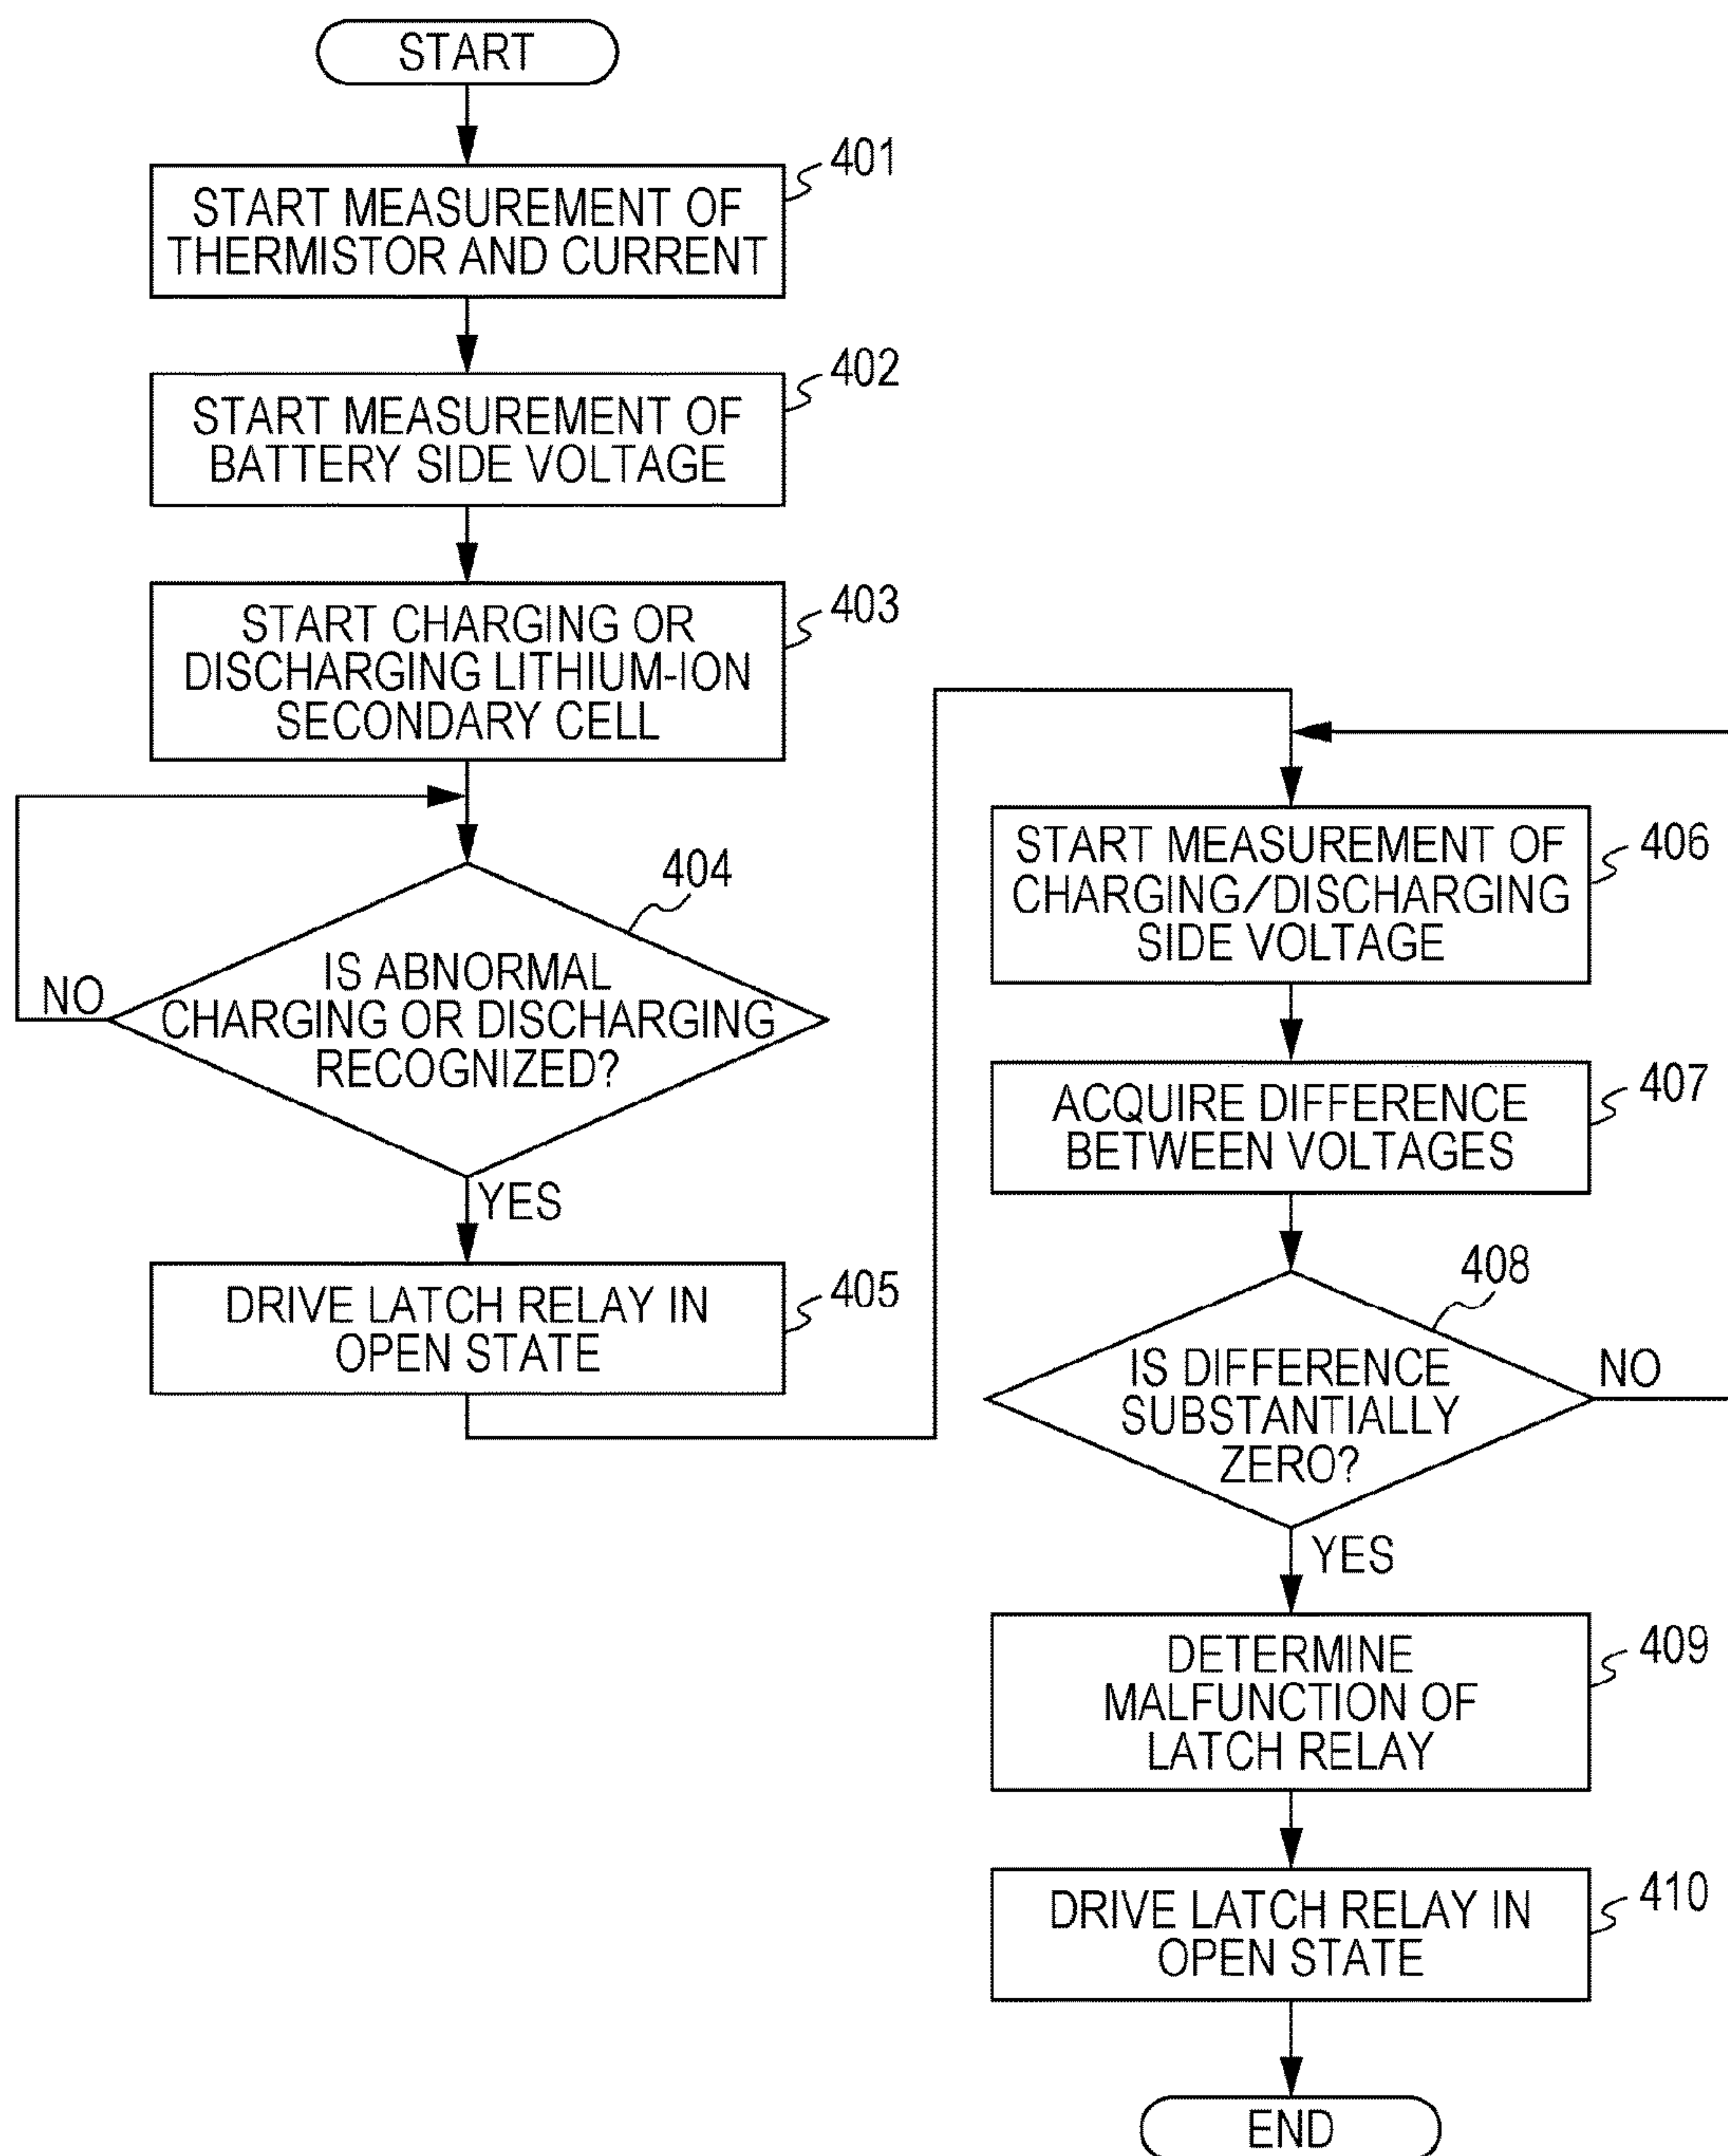 START
401
START MEASUREMENT OF
THERMISTOR AND CURRENT
402
START MEASUREMENT OF
BATTERY SIDE VOLTAGE
403
START CHARGING OR
DISCHARGING LITHIUM-ION
SECONDARY CELL
404
IS ABNORMAL
CHARGING OR DISCHARGING
RECOGNIZED?
NO
YES
405
DRIVE LATCH RELAY IN
OPEN STATE
406
START MEASUREMENT OF
CHARGING/DISCHARGING
SIDE VOLTAGE
407
ACQUIRE DIFFERENCE
BETWEEN VOLTAGES
408
IS DIFFERENCE
SUBSTANTIALLY
ZERO?
NO
YES
409
DETERMINE
MALFUNCTION OF
LATCH RELAY
410
DRIVE LATCH RELAY IN
OPEN STATE
END